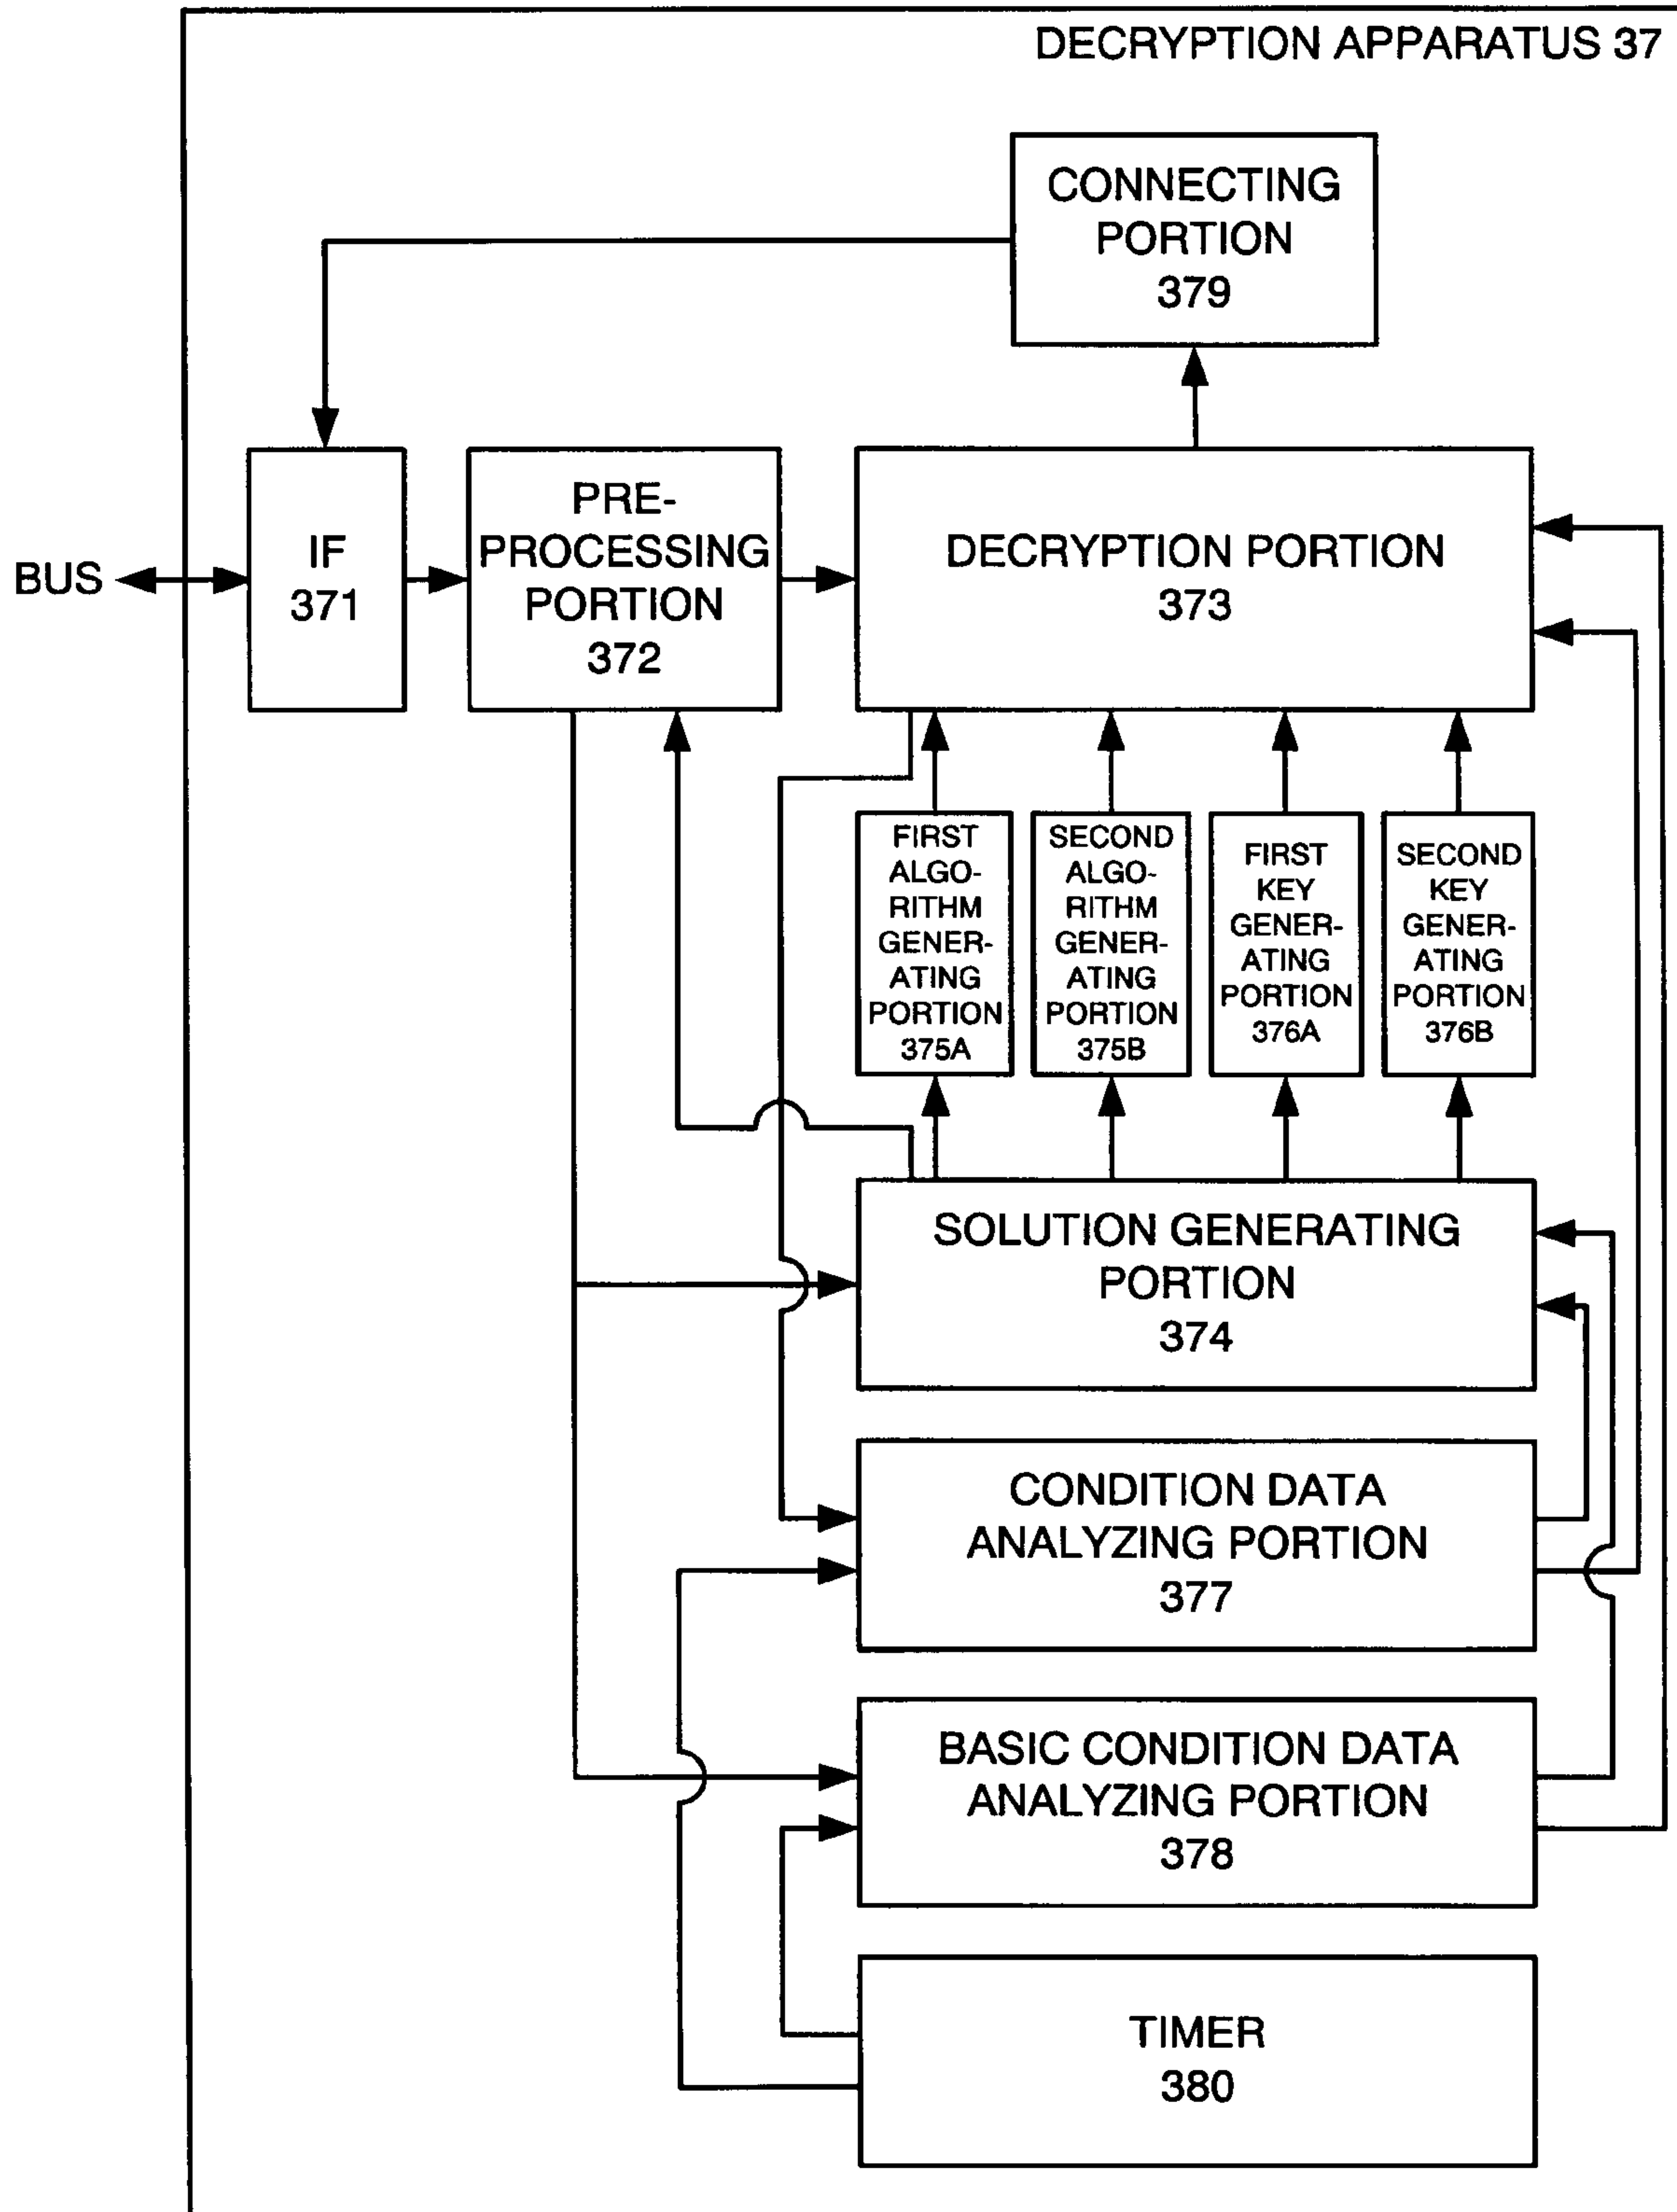 DECRYPTION APPARATUS 37
CONNECTING
PORTION
379
BUS
IF
371
PRE-
PROCESSING
PORTION
372
DECRYPTION PORTION
373
FIRST
ALGO-
RITHM
GENER-
ATING
PORTION
375A
SECOND
ALGO-
RITHM
GENER-
ATING
PORTION
375B
FIRST
KEY
GENER-
ATING
PORTION
376A
SECOND
KEY
GENER-
ATING
PORTION
376B
SOLUTION GENERATING
PORTION
374
CONDITION DATA
ANALYZING PORTION
377
BASIC CONDITION DATA
ANALYZING PORTION
378
TIMER
380